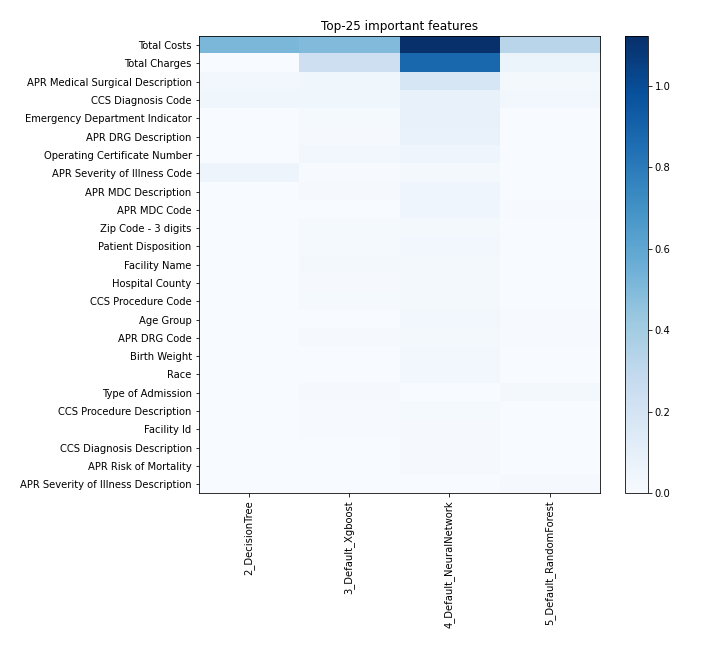 Top-25 important features
Total Costs
Total Charges
APR Medical Surgical Description
CCS Diagnosis Code
Emergency Department Indicator
APR DRG Description
Operating Certificate Number
APR Severity of Illness Code
APR MDC Description
APR MDC Code
Zip Code - 3 digits
Patient Disposition
Facility Name
Hospital County
CCS Procedure Code
Age Group
APR DRG Code
Birth Weight
Race
Type of Admission
CCS Procedure Description
Facility Id
CCS Diagnosis Description
APR Risk of Mortality
APR Severity of Illness Description
2_DecisionTree
3_Default_Xgboost
4_Default_NeuralNetwork
5_Default_RandomForest
1.0
0.8
0.6
0.4
0.2
0.0